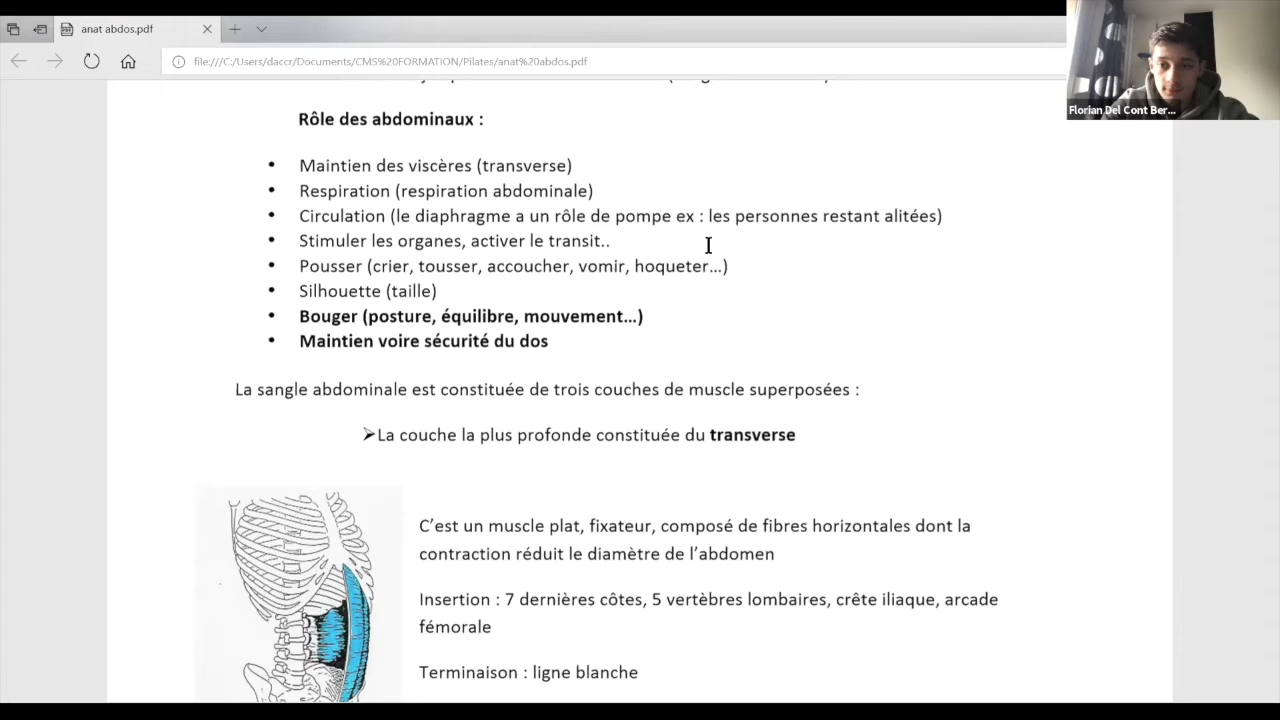 anat abdos.pdf
file:///C:/Users/daccr/Documents/CMS%20FORMATION/Pilates/anat%20abdos.pdf
Florian Del Cont Ber...
Rôle des abdominaux :
• Maintien des viscères (transverse)
• Respiration (respiration abdominale)
• Circulation (le diaphragme a un rôle de pompe ex : les personnes restant alitées)
• Stimuler les organes, activer le transit..
• Pousser (crier, tousser, accoucher, vomir, hoqueter…)
• Silhouette (taille)
• Bouger (posture, équilibre, mouvement…)
• Maintien voire sécurité du dos
La sangle abdominale est constituée de trois couches de muscle superposées :
➢La couche la plus profonde constituée du transverse
C’est un muscle plat, fixateur, composé de fibres horizontales dont la
contraction réduit le diamètre de l’abdomen
Insertion : 7 dernières côtes, 5 vertèbres lombaires, crête iliaque, arcade
fémorale
Terminaison : ligne blanche